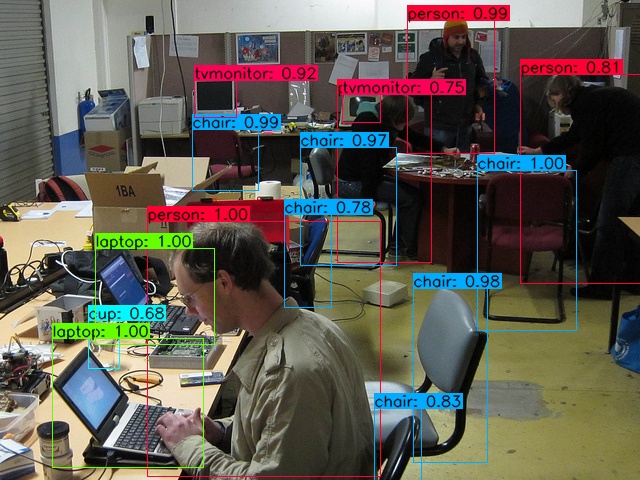 person: 0.99
person: 0.81
tvmonitor: 0.92
tvmonitor: 0.75
chair: 0.99
chair: 0.97
chair: 1.00
1BA
chair: 0.78
person: 1.00
laptop: 1.00
chair: 0.98
cup: 0.68
laptop: 1.00
chair: 0.83